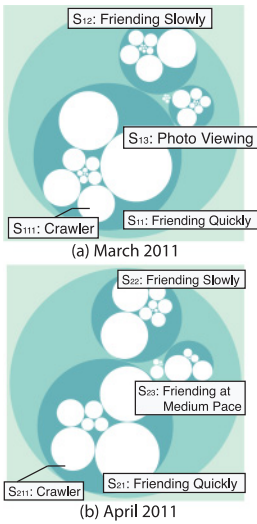 S12: Friending Slowly
S13: Photo Viewing
S111: Crawler
S11: Friending Quickly
(a) March 2011
S22: Friending Slowly
S23: Friending at
Medium Pace
S211: Crawler
S21: Friending Quickly
(b) April 2011